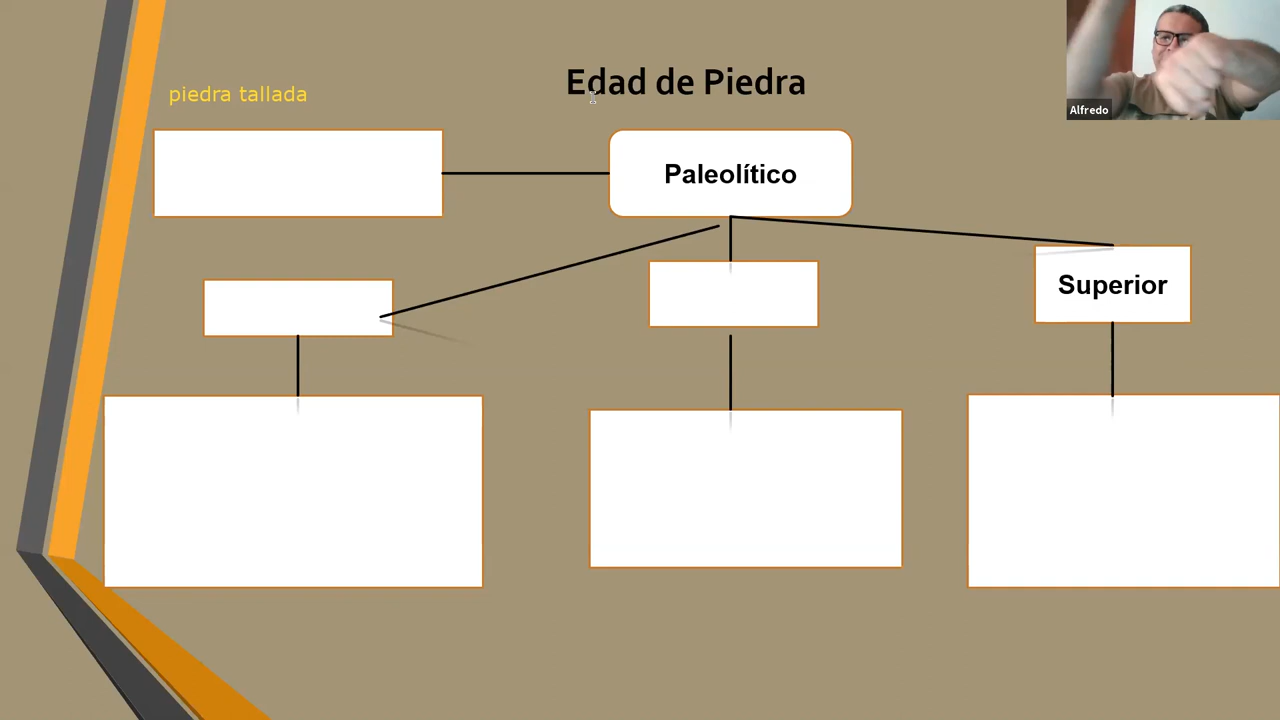 Edad de Piedra
piedra tallada
Alfredo
Paleolítico
Superior